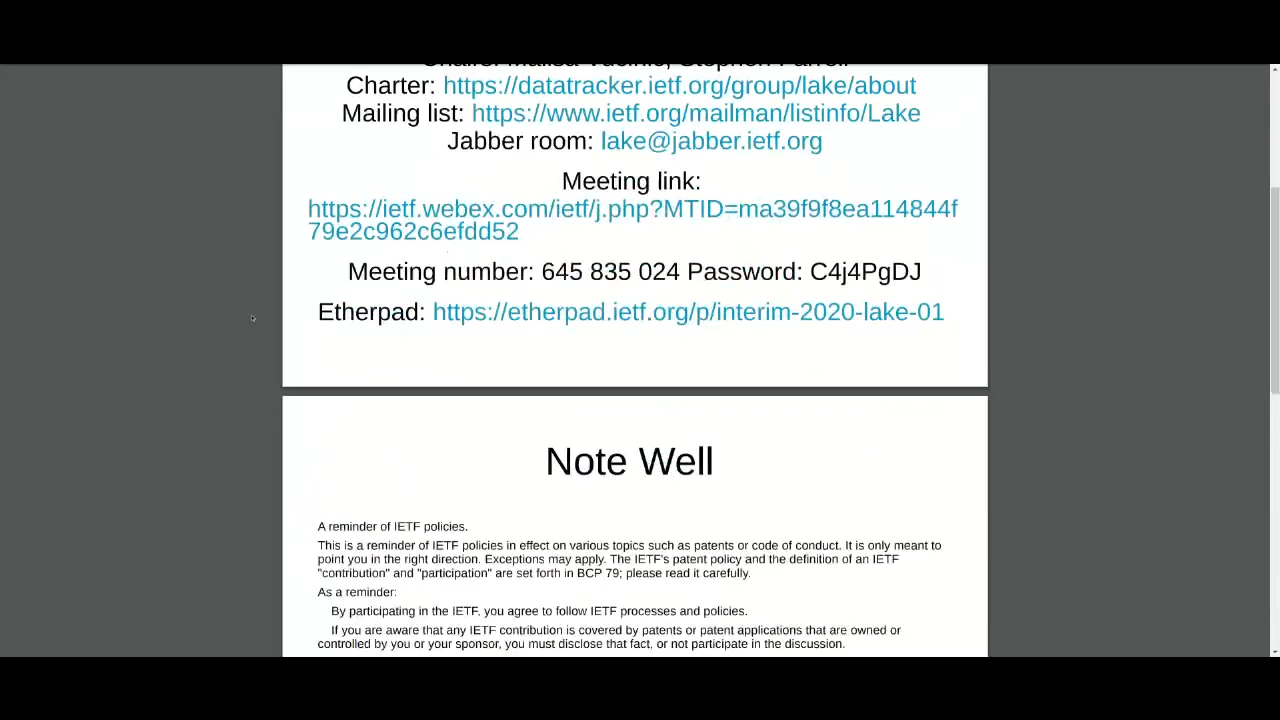 Charter: https://datatracker.ietf.org/group/lake/about
Mailing list: https://www.ietf.org/mailman/listinfo/Lake
Jabber room: lake@jabber.ietf.org
Meeting link:
https://ietf.webex.com/ietf/j.php?MTID=ma39f9f8ea114844f
79e2c962c6efdd52
Meeting number: 645 835 024 Password: C4j4PgDJ
Etherpad: https://etherpad.ietf.org/p/interim-2020-lake-01
Note Well
A reminder of IETF policies.
This is a reminder of IETF policies in effect on various topics such as patents or code of conduct. It is only meant to
point you in the right direction. Exceptions may apply. The IETF's patent policy and the definition of an IETF
"contribution" and "participation" are set forth in BCP 79; please read it carefully.
As a reminder:
By participating in the IETF, you agree to follow IETF processes and policies.
If you are aware that any IETF contribution is covered by patents or patent applications that are owned or
controlled by you or your sponsor, you must disclose that fact, or not participate in the discussion.